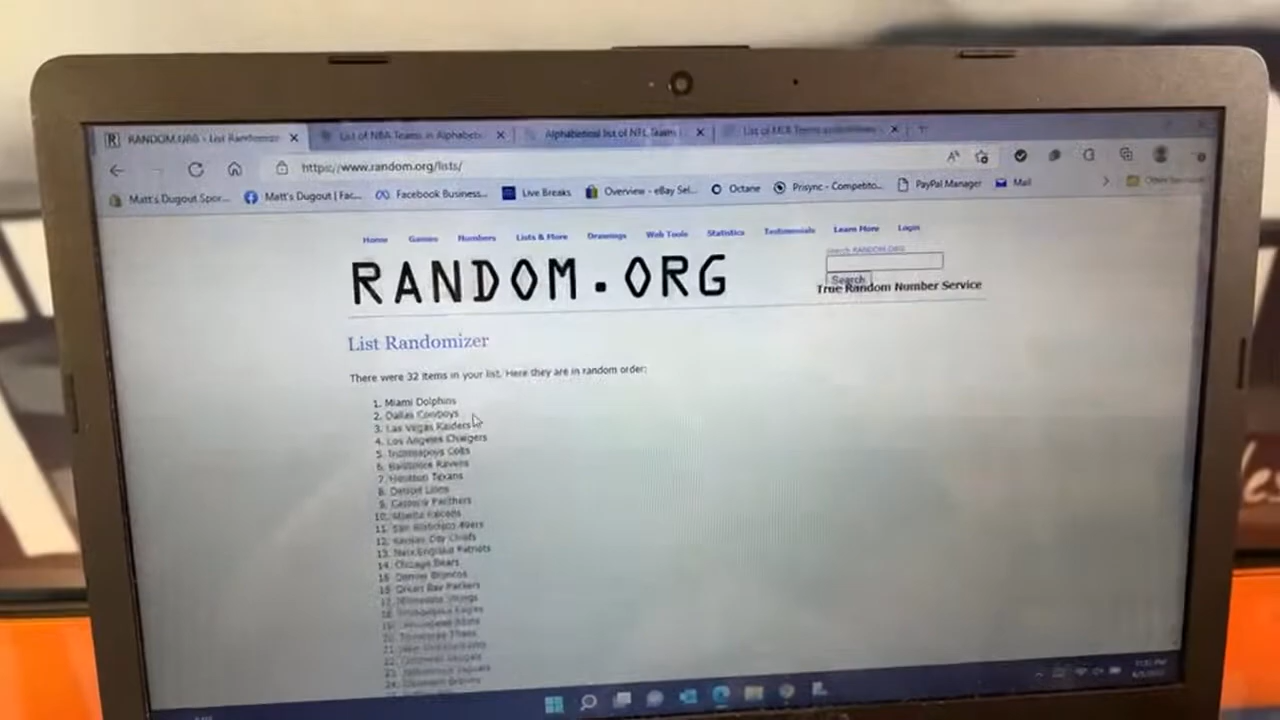 RANDOM.ORG - List Randomizer
List of NBA Teams in Alphabetic
Alphabetical list of NFL Teams
List of MLB Teams
https://www.random.org/lists/
Matt's Dugout Spor... Matt's Dugout | Fac... Facebook Business... Live Breaks Overview - eBay Sel... Octane Prisync - Competito... PayPal Manager Mail
Home Games Numbers Lists & More Drawings Web Tools Statistics Testimonials Learn More Login
Search RANDOM.ORG
RANDOM.ORG
Search
True Random Number Service
List Randomizer
There were 32 items in your list. Here they are in random order:
1. Miami Dolphins
2. Dallas Cowboys
3. Las Vegas Raiders
4. Los Angeles Chargers
5. Indianapolis Colts
6. Baltimore Ravens
7. Houston Texans
8. Detroit Lions
9. Carolina Panthers
10. Atlanta Falcons
11. San Francisco 49ers
12. Kansas City Chiefs
13. New England Patriots
14. Chicago Bears
15. Denver Broncos
16. Green Bay Packers
17. Minnesota Vikings
18. Philadelphia Eagles
20. Tennessee Titans
24. Cleveland Browns